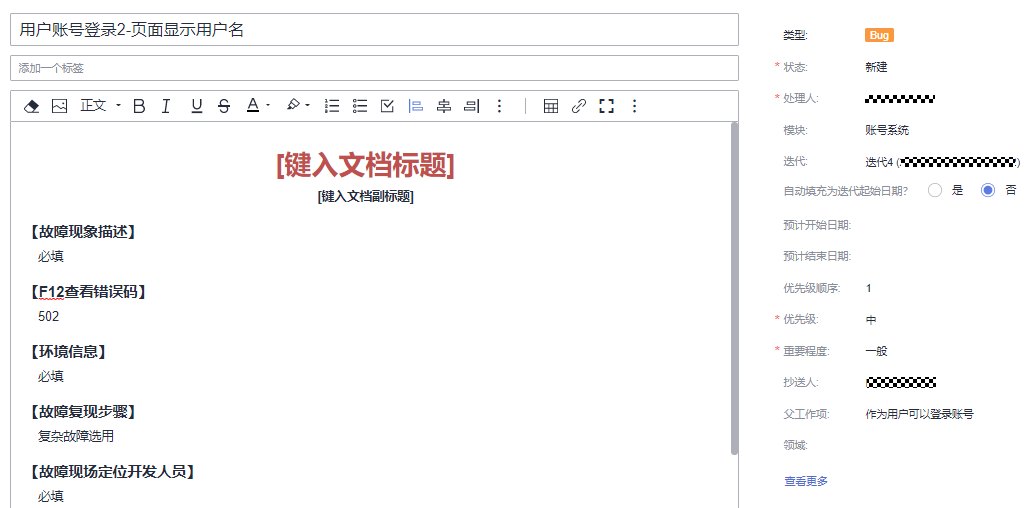 用户账号登录2-页面显示用户名
添加一个标签
正文 B I U S A
[键入文档标题]
[键入文档副标题]
【故障现象描述】
必填
【F12查看错误码】
502
【环境信息】
必填
【故障复现步骤】
复杂故障选用
【故障现场定位开发人员】
必填
类型: Bug
* 状态: 新建
* 处理人:
模块: 账号系统
迭代: 迭代4 ( )
自动填充为迭代起始日期? 是 否
预计开始日期:
预计结束日期:
优先级顺序: 1
* 优先级: 中
* 重要程度: 一般
抄送人:
父工作项: 作为用户可以登录账号
领域:
查看更多